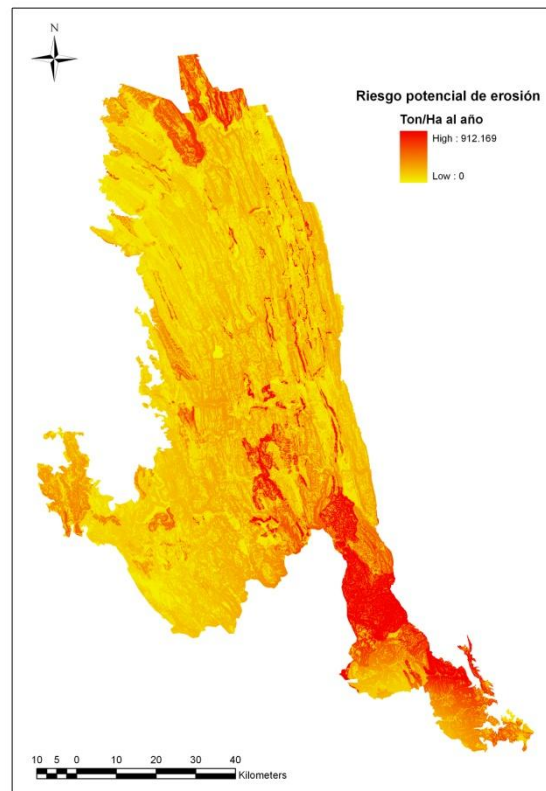 N
Riesgo potencial de erosión
Ton/Ha al año
High : 912.169
Low : 0
10 5 0 10 20 30 40
Kilometers